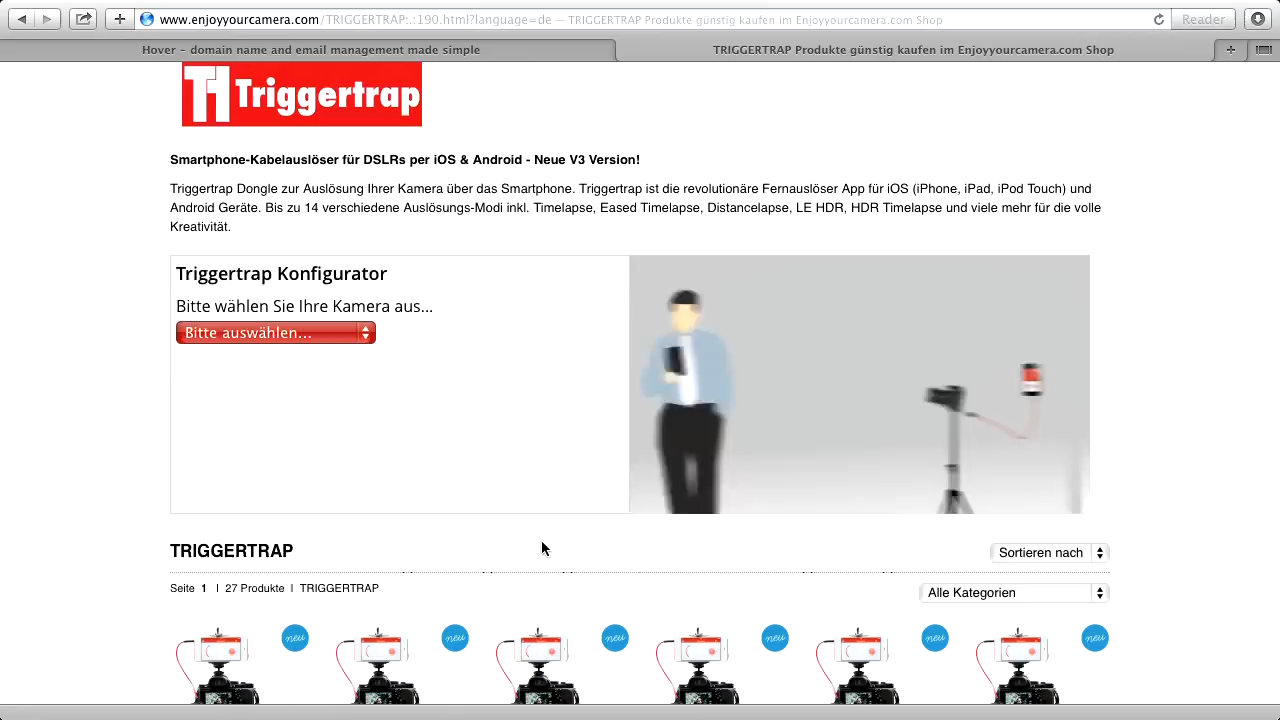 www.enjoyyourcamera.com/TRIGGERTRAP:.:190.html?language=de — TRIGGERTRAP Produkte günstig kaufen im Enjoyyourcamera.com Shop
Reader
Hover – domain name and email management made simple
TRIGGERTRAP Produkte günstig kaufen im Enjoyyourcamera.com Shop
Triggertrap
Smartphone-Kabelauslöser für DSLRs per iOS & Android - Neue V3 Version!
Triggertrap Dongle zur Auslösung Ihrer Kamera über das Smartphone. Triggertrap ist die revolutionäre Fernauslöser App für iOS (iPhone, iPad, iPod Touch) und
Android Geräte. Bis zu 14 verschiedene Auslösungs-Modi inkl. Timelapse, Eased Timelapse, Distancelapse, LE HDR, HDR Timelapse und viele mehr für die volle
Kreativität.
Triggertrap Konfigurator
Bitte wählen Sie Ihre Kamera aus...
Bitte auswählen...
TRIGGERTRAP
Sortieren nach
Seite 1 | 27 Produkte | TRIGGERTRAP
Alle Kategorien
neu neu neu neu neu neu